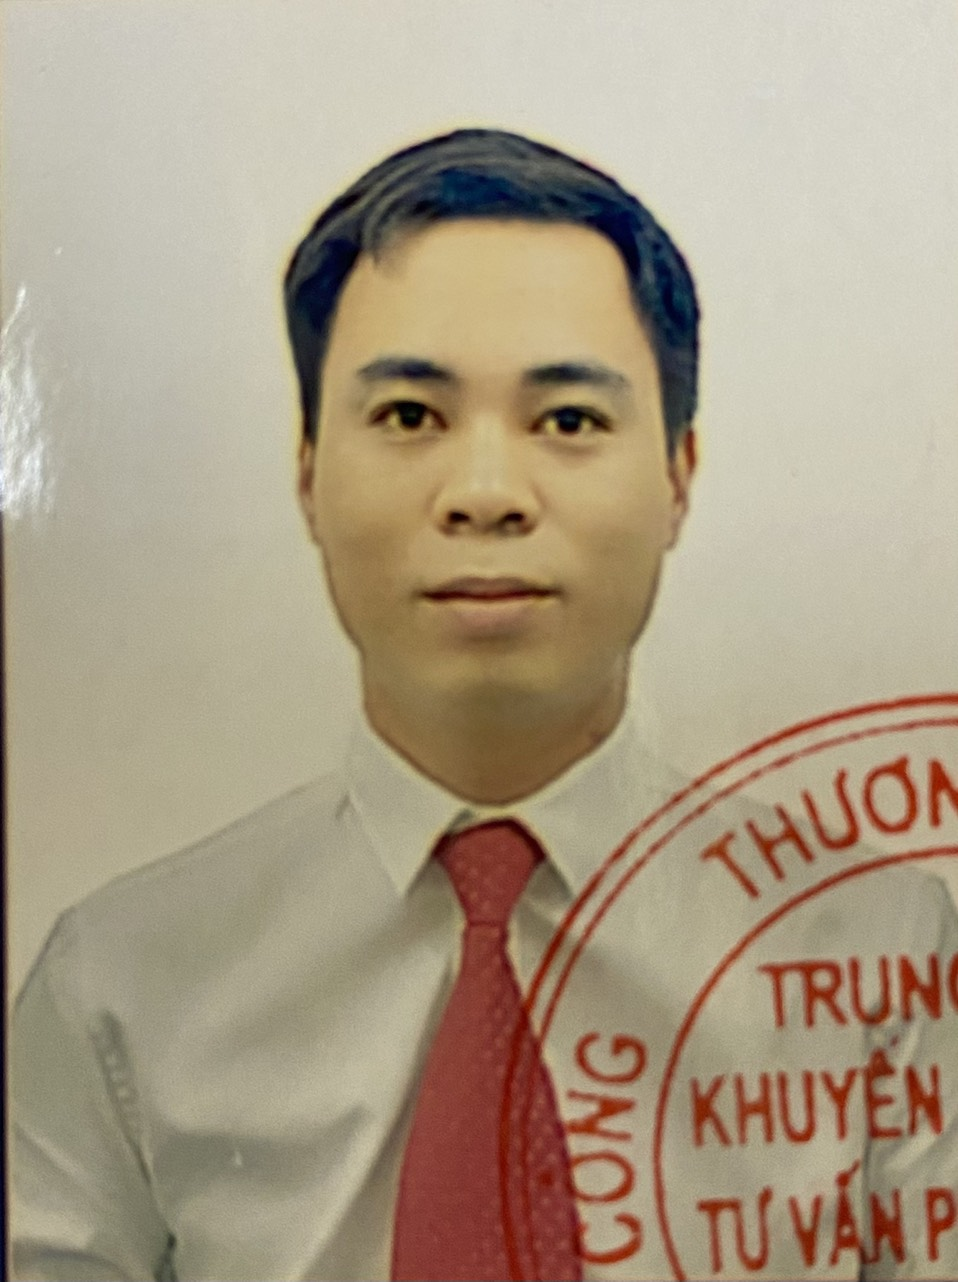 CÔNG THƯƠN
TRUNG
KHUYẾN
TƯ VẤN P